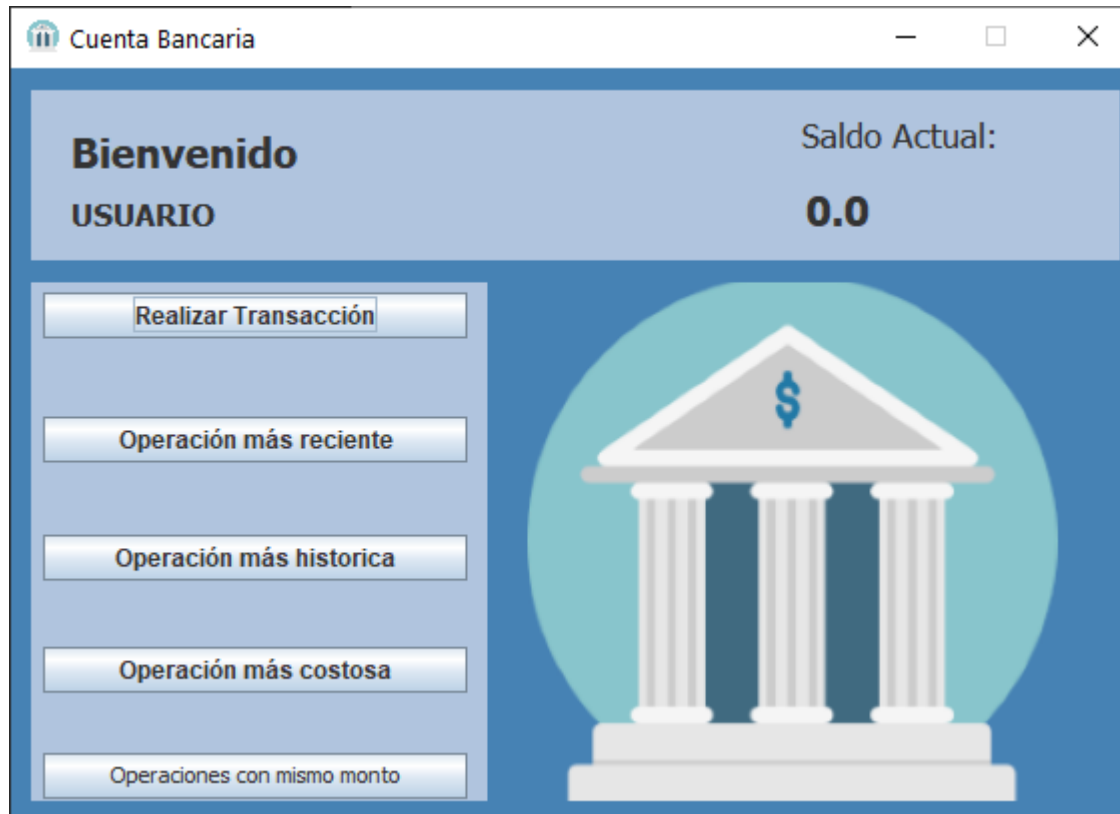 Cuenta Bancaria
Bienvenido
USUARIO
Saldo Actual:
0.0
Realizar Transacción
Operación más reciente
Operación más historica
Operación más costosa
Operaciones con mismo monto
$